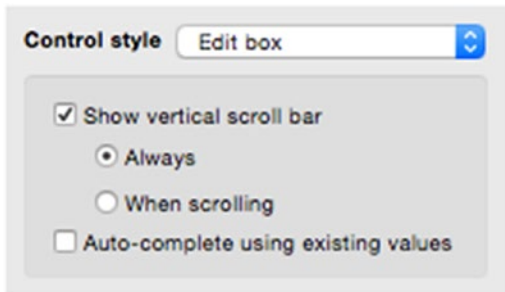 Control style Edit box
Show vertical scroll bar
Always
When scrolling
Auto-complete using existing values